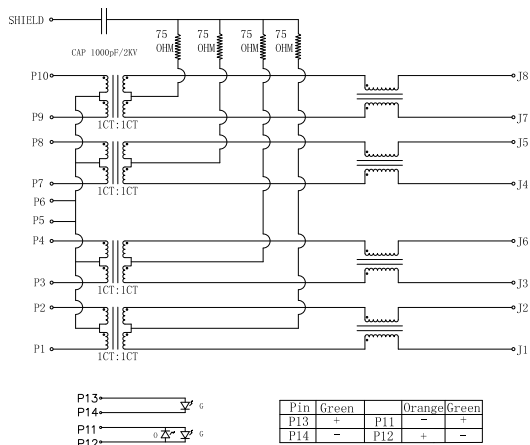 SHIELD
CAP 1000pF/2KV
75 OHM
75 OHM
75 OHM
75 OHM
P10
J8
P9
J7
1CT:1CT
P8
J5
P7
J4
1CT:1CT
P6
P5
P4
J6
P3
J3
1CT:1CT
P2
J2
P1
J1
1CT:1CT
P13
G
P14
P11
O
G
P12
Pin Green Orange Green
P13 + P11 - +
P14 - P12 + -